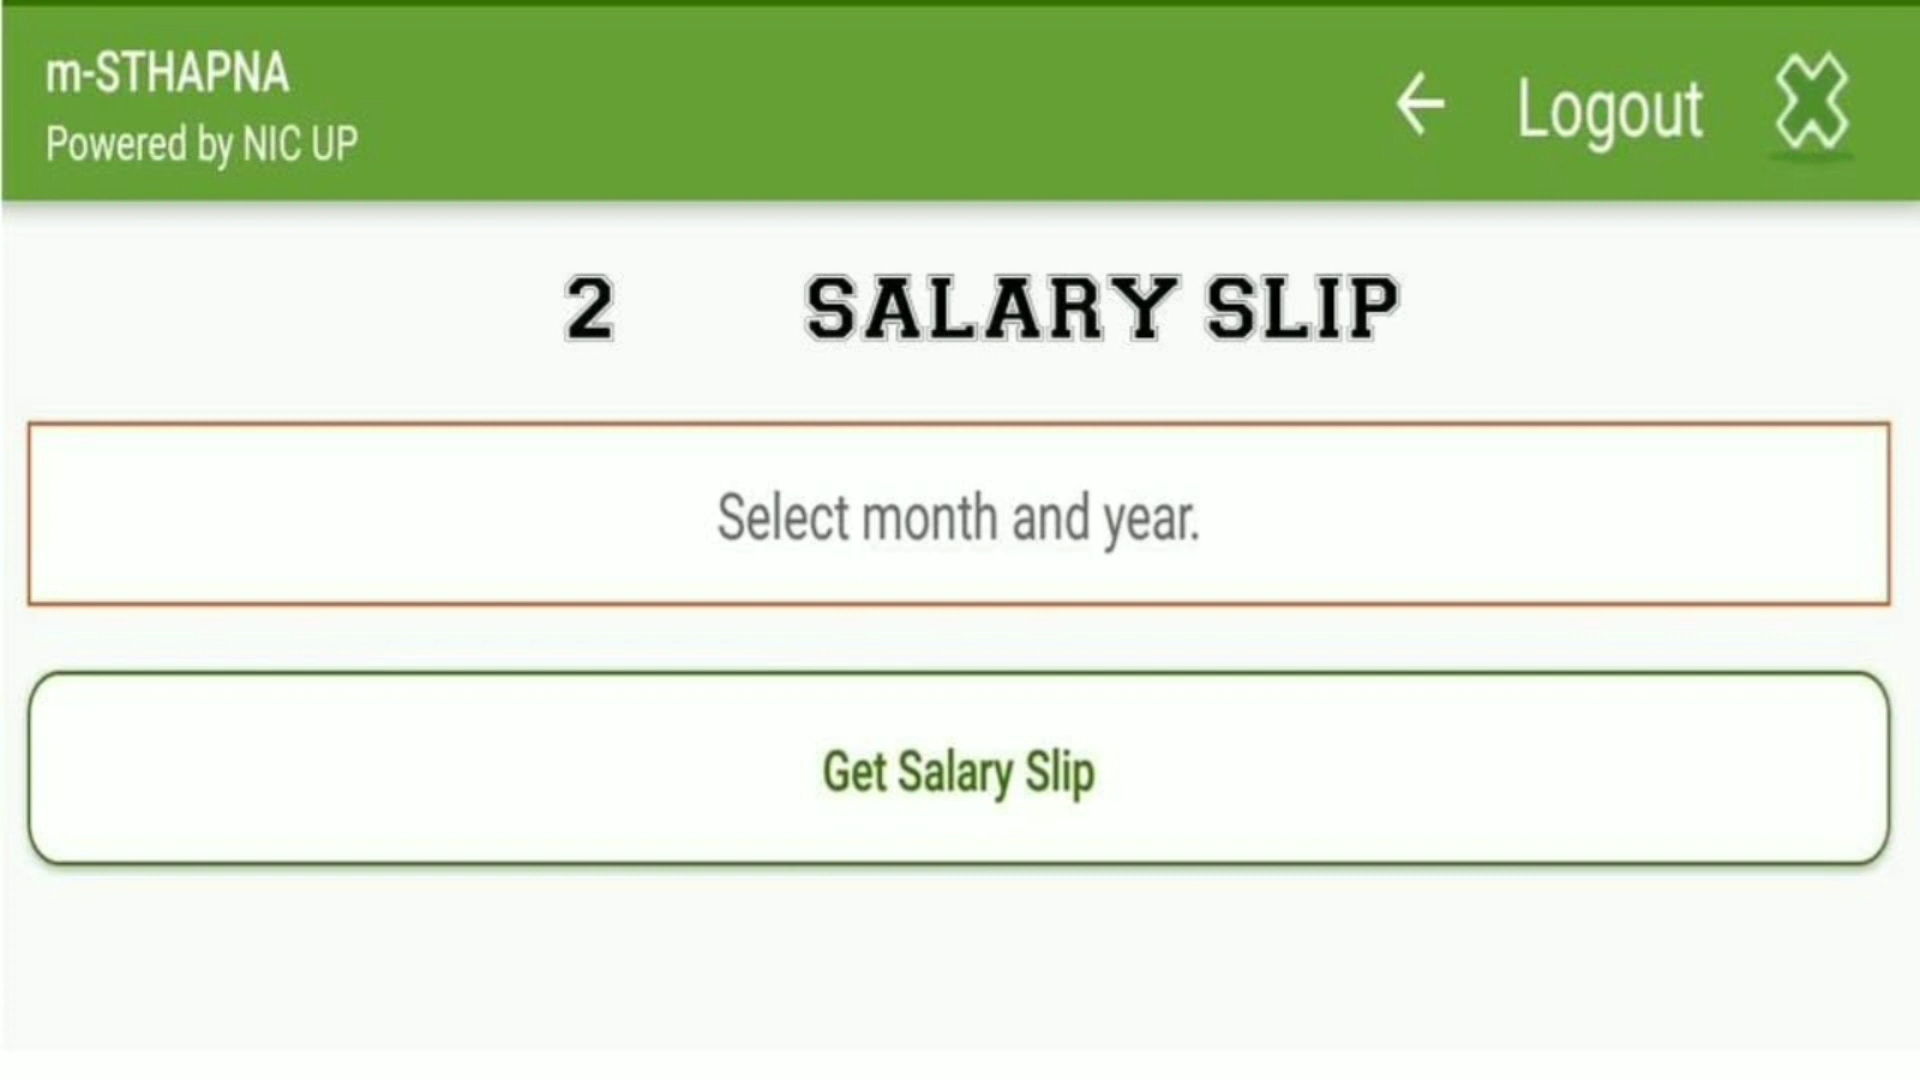 m-STHAPNA
Powered by NIC UP
← Logout
2 SALARY SLIP
Select month and year.
Get Salary Slip